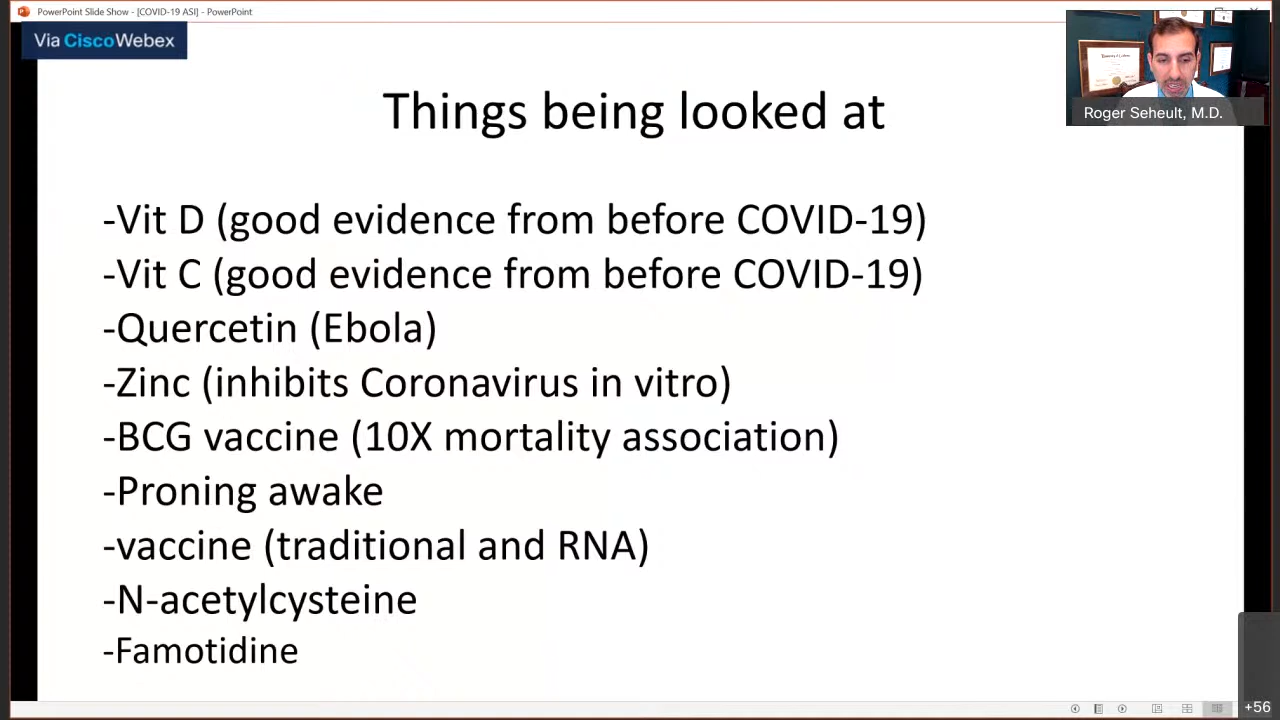 PowerPoint Slide Show - [COVID-19 ASI] - PowerPoint
Via CiscoWebex
Roger Seheult, M.D.
Things being looked at
-Vit D (good evidence from before COVID-19)
-Vit C (good evidence from before COVID-19)
-Quercetin (Ebola)
-Zinc (inhibits Coronavirus in vitro)
-BCG vaccine (10X mortality association)
-Proning awake
-vaccine (traditional and RNA)
-N-acetylcysteine
-Famotidine
+56